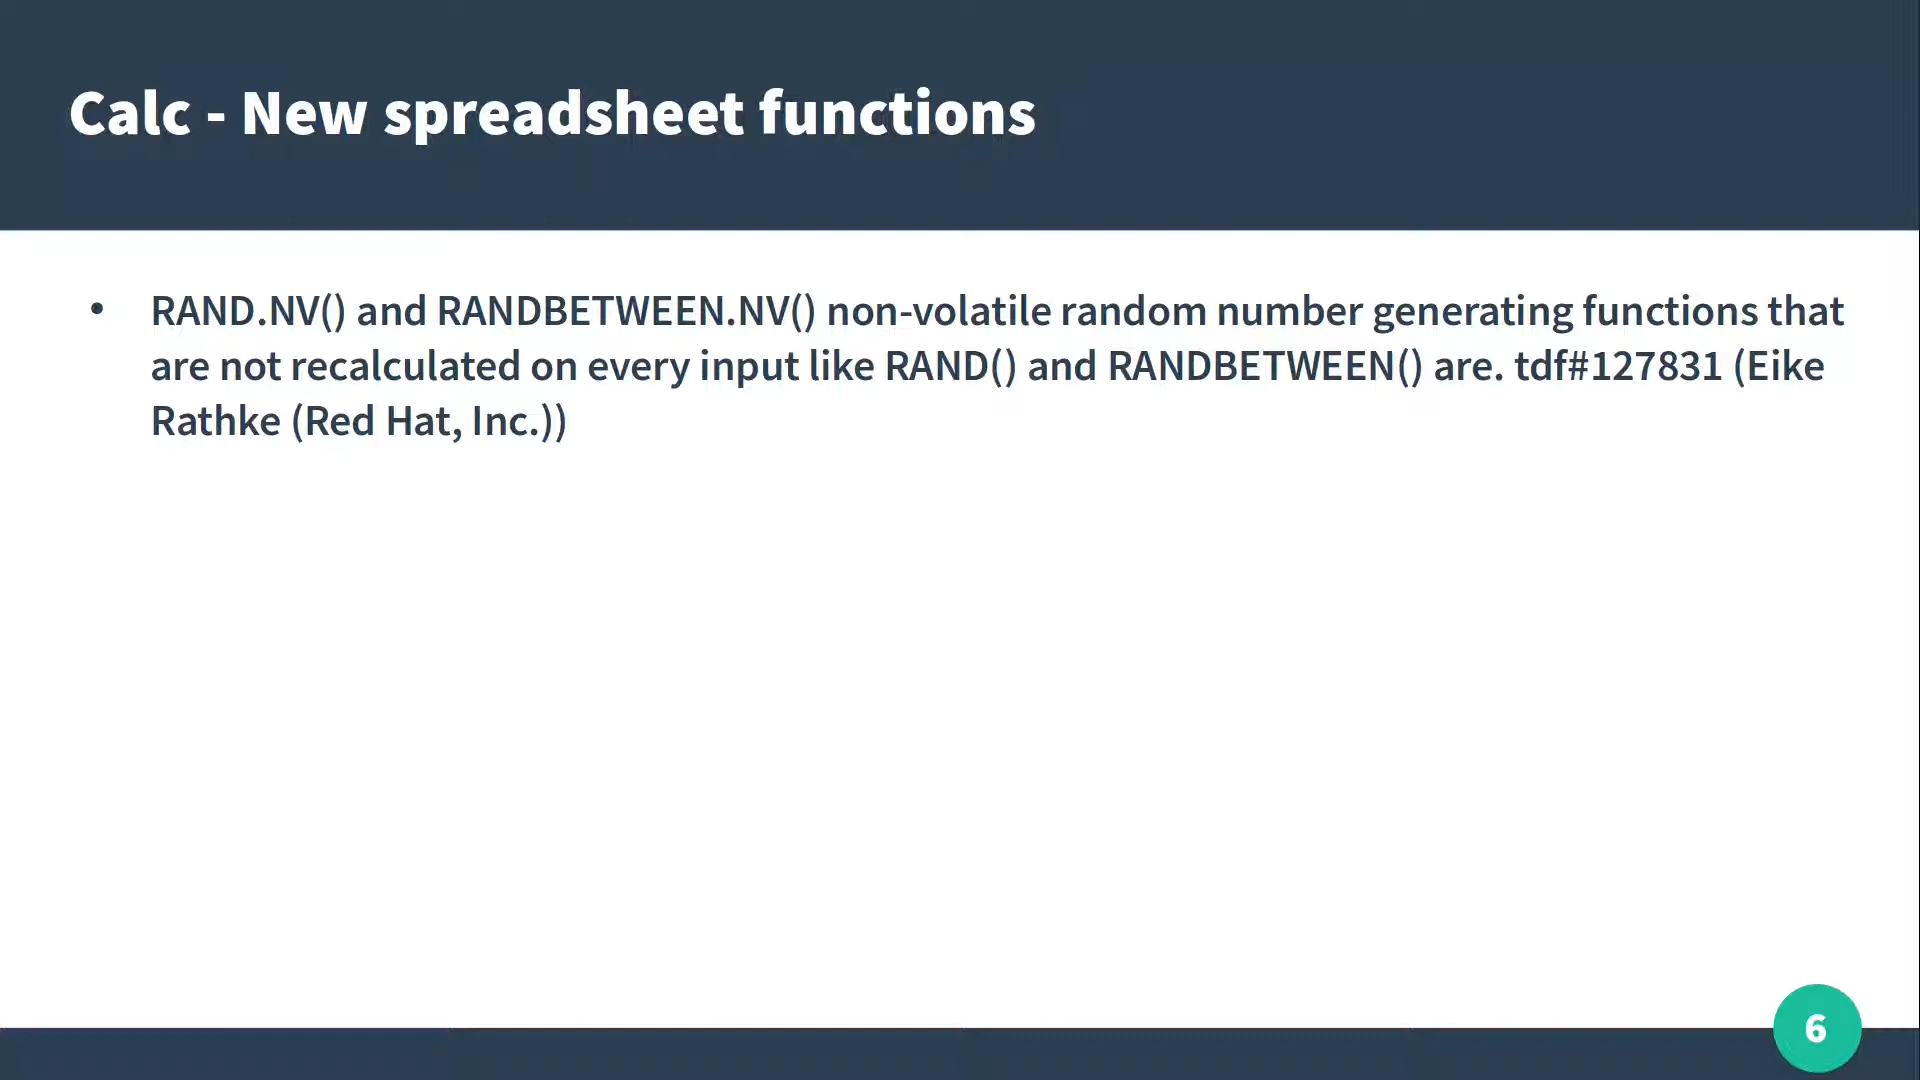 Calc - New spreadsheet functions
• RAND.NV() and RANDBETWEEN.NV() non-volatile random number generating functions that
are not recalculated on every input like RAND() and RANDBETWEEN() are. tdf#127831 (Eike
Rathke (Red Hat, Inc.))
6